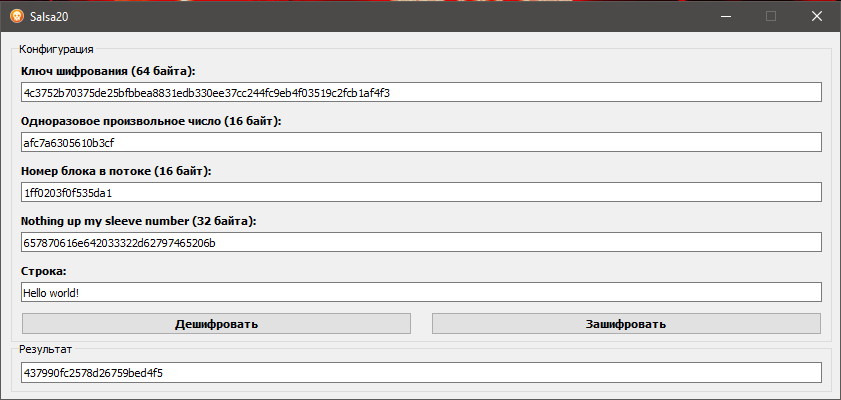 Salsa20
Конфигурация
Ключ шифрования (64 байта):
4c3752b70375de25bfbbea8831edb330ee37cc244fc9eb4f03519c2fcb1af4f3
Одноразовое произвольное число (16 байт):
afc7a6305610b3cf
Номер блока в потоке (16 байт):
1ff0203f0f535da1
Nothing up my sleeve number (32 байта):
657870616e642033322d62797465206b
Строка:
Hello world!
Дешифровать Зашифровать
Результат
437990fc2578d26759bed4f5